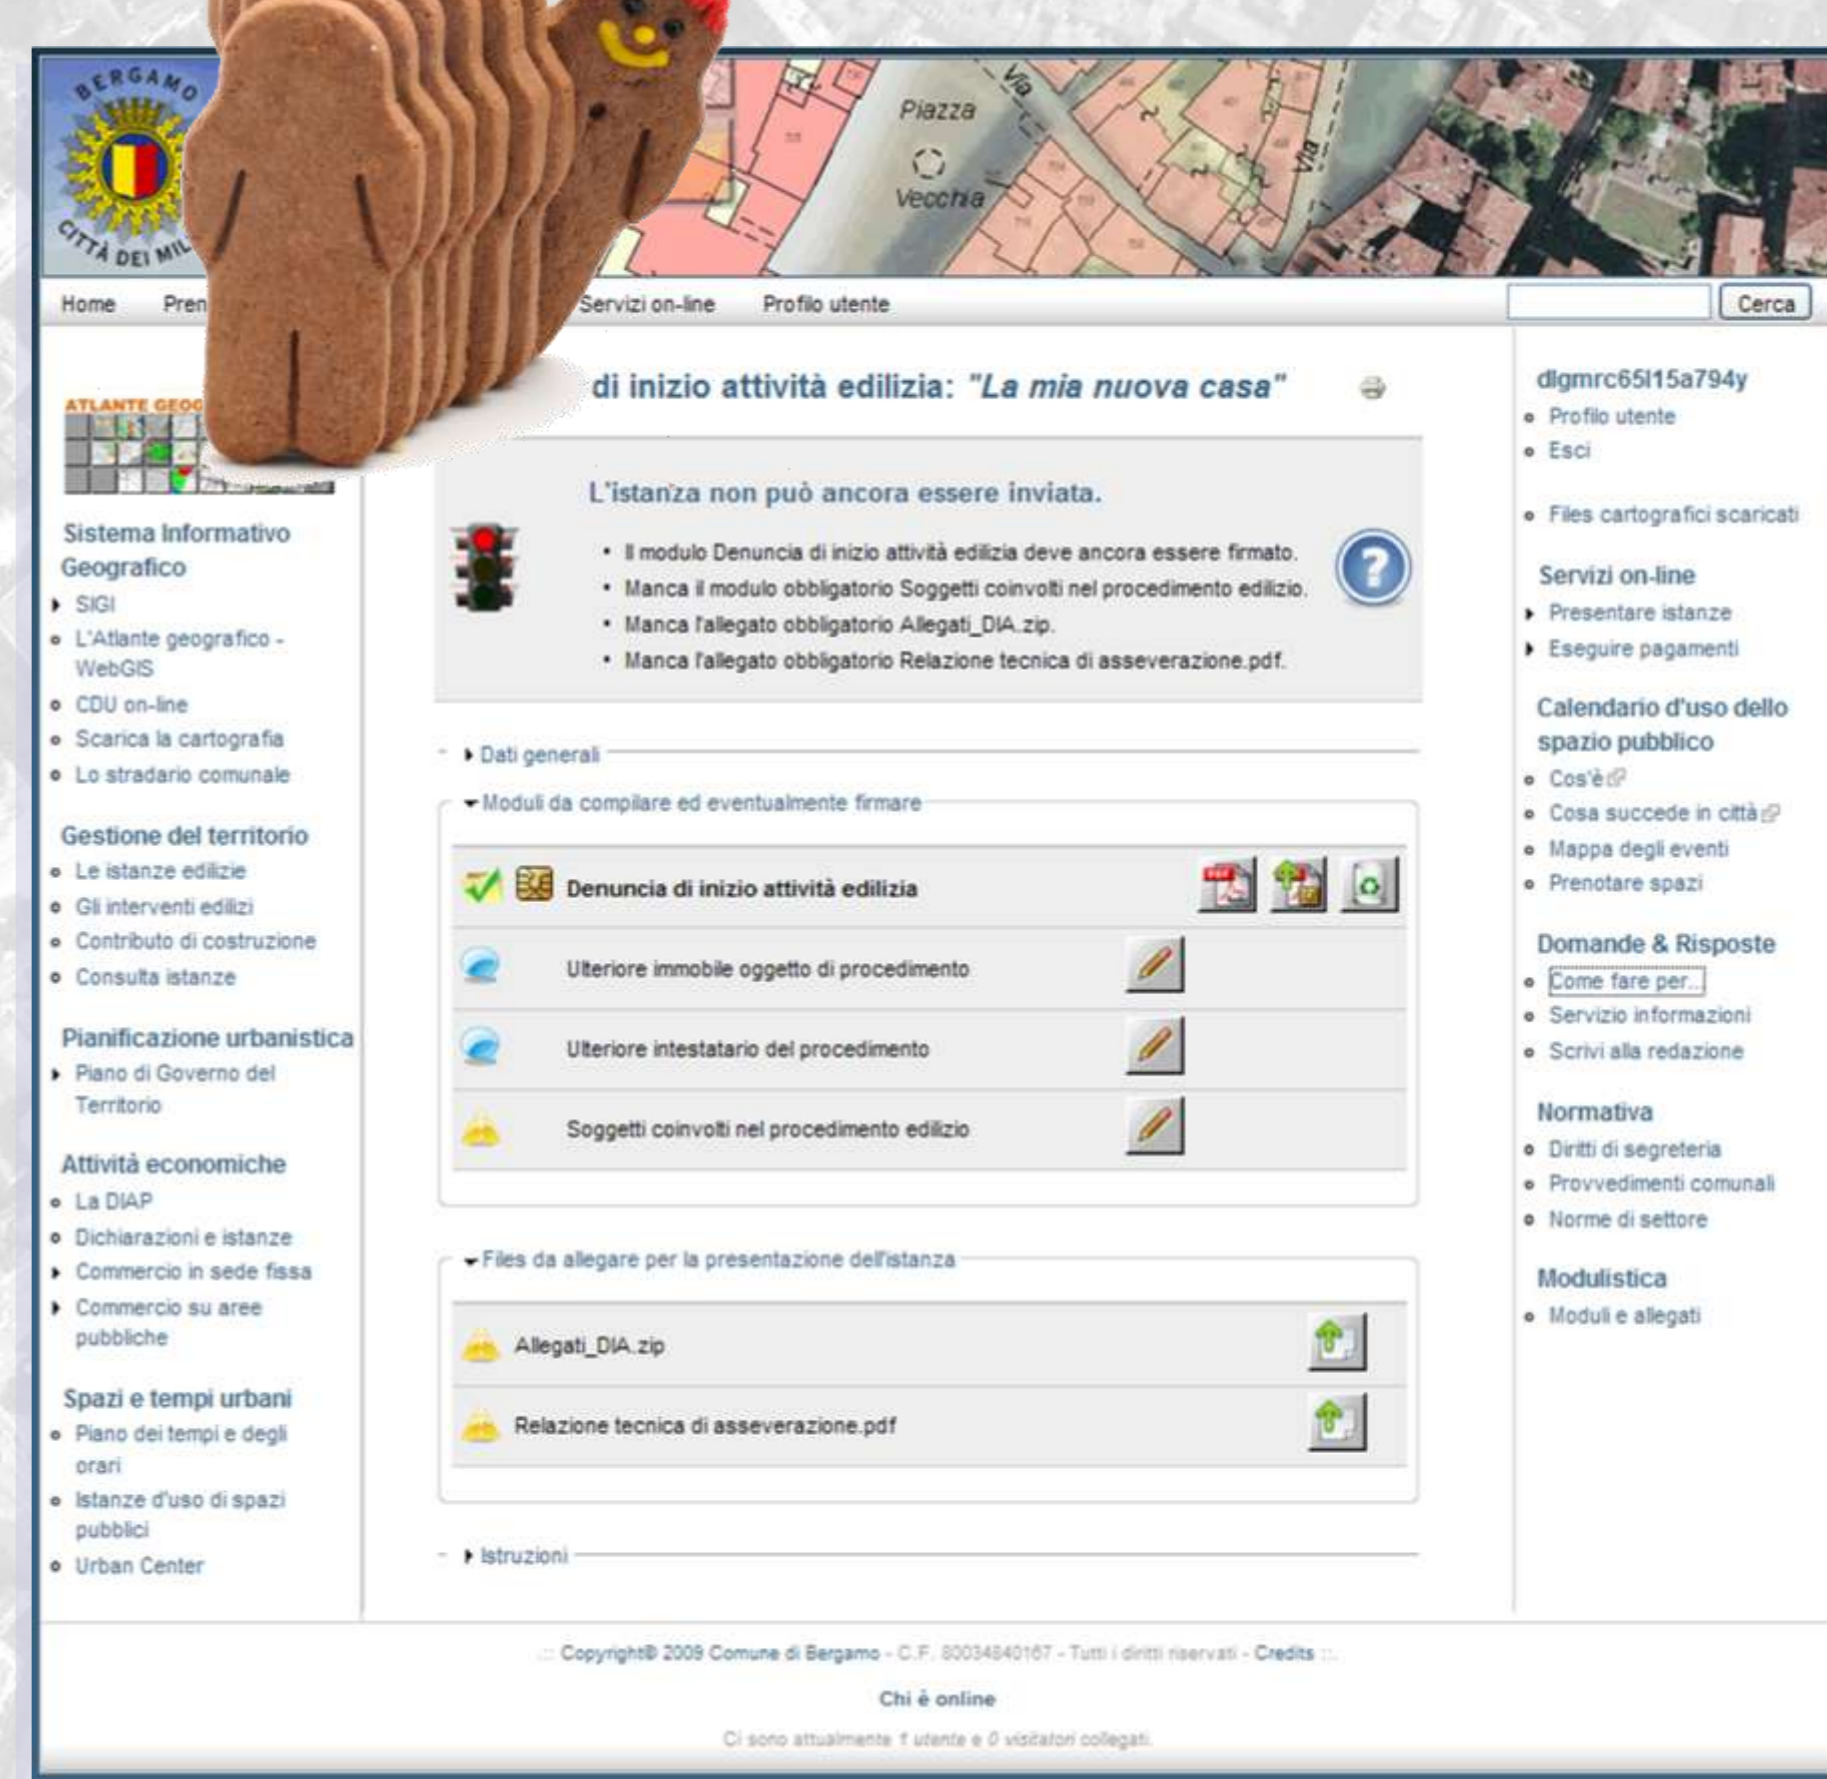 BERGAMO
CITTÀ DEI MIL
Piazza
Vecchia
Via
Via
Home
Pren
Servizi on-line
Profilo utente
Cerca
ATLANTE GEOG
Sistema Informativo
Geografico
SIGI
L'Atlante geografico -
WebGIS
CDU on-line
Scarica la cartografia
Lo stradario comunale
Gestione del territorio
Le istanze edilizie
Gli interventi edilizi
Contributo di costruzione
Consulta istanze
Pianificazione urbanistica
Piano di Governo del
Territorio
Attività economiche
La DIAP
Dichiarazioni e istanze
Commercio in sede fissa
Commercio su aree
pubbliche
Spazi e tempi urbani
Piano dei tempi e degli
orari
Istanze d'uso di spazi
pubblici
Urban Center
di inizio attività edilizia: "La mia nuova casa"
L'istanza non può ancora essere inviata.
• Il modulo Denuncia di inizio attività edilizia deve ancora essere firmato.
• Manca il modulo obbligatorio Soggetti coinvolti nel procedimento edilizio.
• Manca l'allegato obbligatorio Allegati_DIA.zip.
• Manca l'allegato obbligatorio Relazione tecnica di asseverazione.pdf.
Dati generali
Moduli da compilare ed eventualmente firmare
Denuncia di inizio attività edilizia
Ulteriore immobile oggetto di procedimento
Ulteriore intestatario del procedimento
Soggetti coinvolti nel procedimento edilizio
Files da allegare per la presentazione dell'istanza
Allegati_DIA.zip
Relazione tecnica di asseverazione.pdf
Istruzioni
dlgmrc65l15a794y
Profilo utente
Esci
Files cartografici scaricati
Servizi on-line
Presentare istanze
Eseguire pagamenti
Calendario d'uso dello
spazio pubblico
Cos'è
Cosa succede in città
Mappa degli eventi
Prenotare spazi
Domande & Risposte
Come fare per...
Servizio informazioni
Scrivi alla redazione
Normativa
Diritti di segreteria
Provvedimenti comunali
Norme di settore
Modulistica
Moduli e allegati
.:: Copyright© 2009 Comune di Bergamo - C.F. 80034840167 - Tutti i diritti riservati - Credits ::.
Chi è online
Ci sono attualmente 1 utente e 0 visitatori collegati.